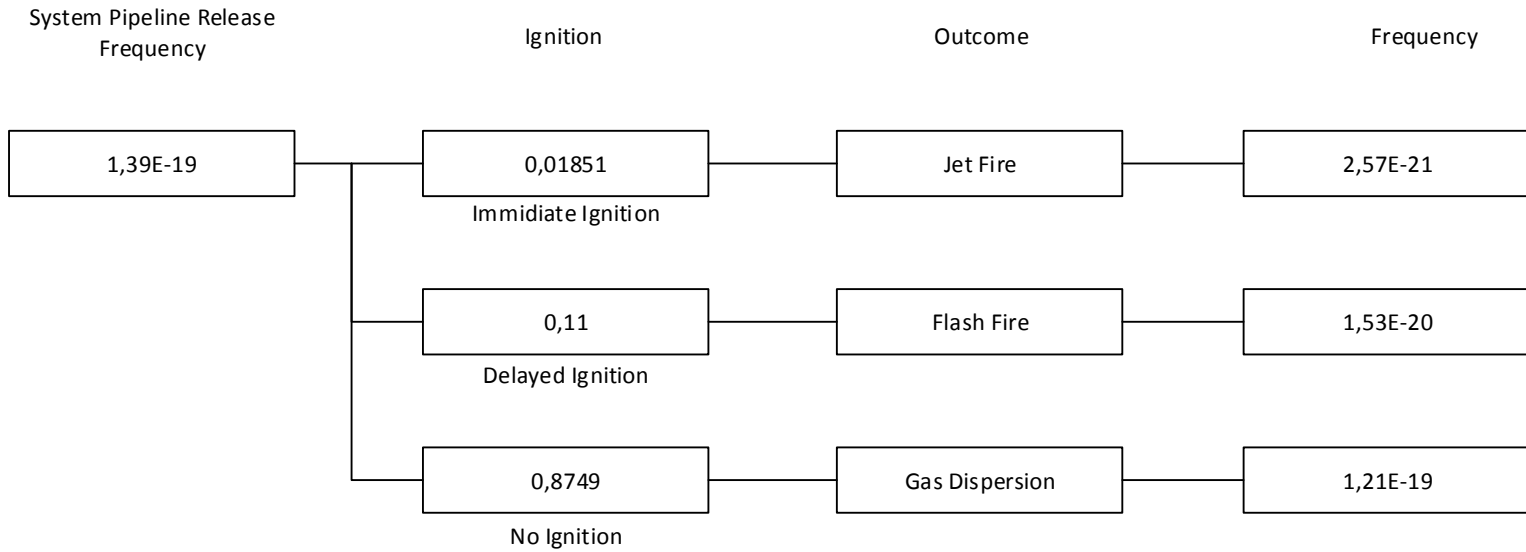 System Pipeline Release
Frequency
Ignition
Outcome
Frequency
1,39E-19
0,01851
Jet Fire
2,57E-21
Immidiate Ignition
0,11
Flash Fire
1,53E-20
Delayed Ignition
0,8749
Gas Dispersion
1,21E-19
No Ignition